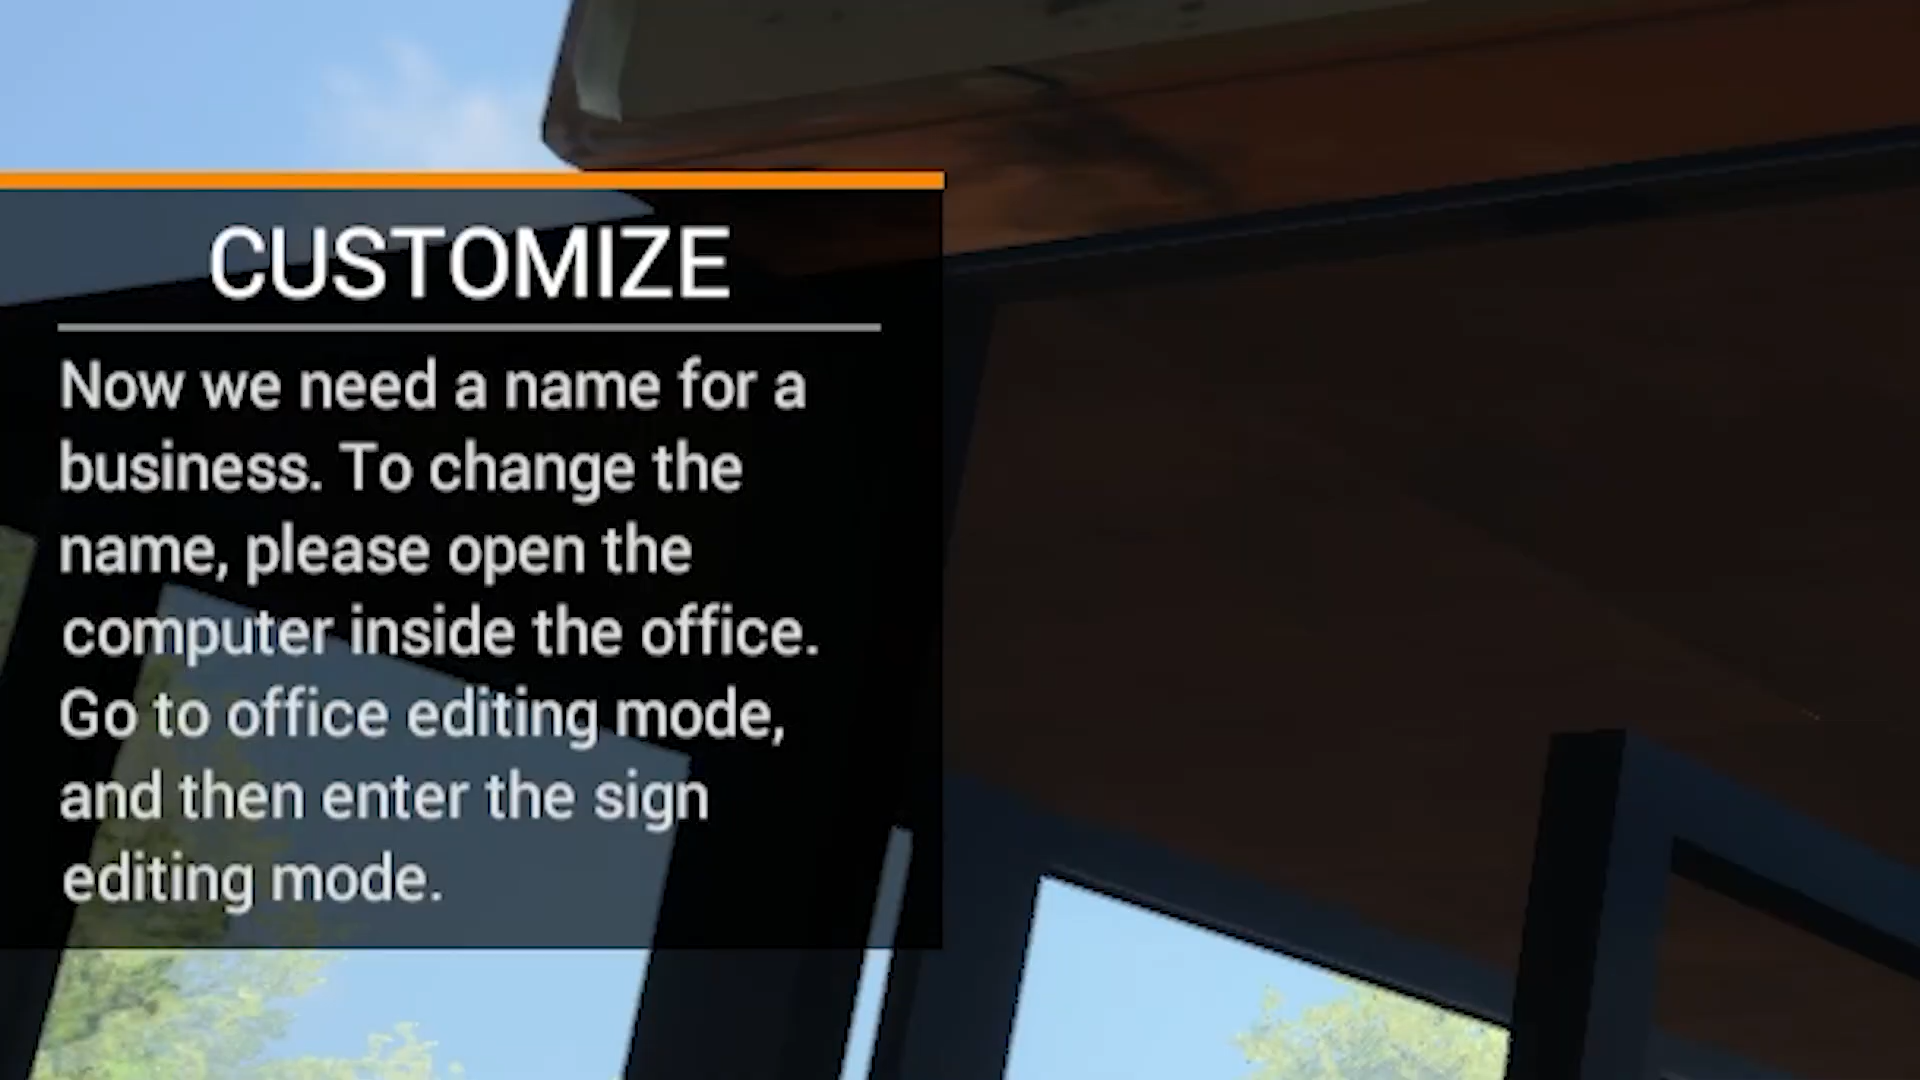 CUSTOMIZE
Now we need a name for a
business. To change the
name, please open the
computer inside the office.
Go to office editing mode,
and then enter the sign
editing mode.